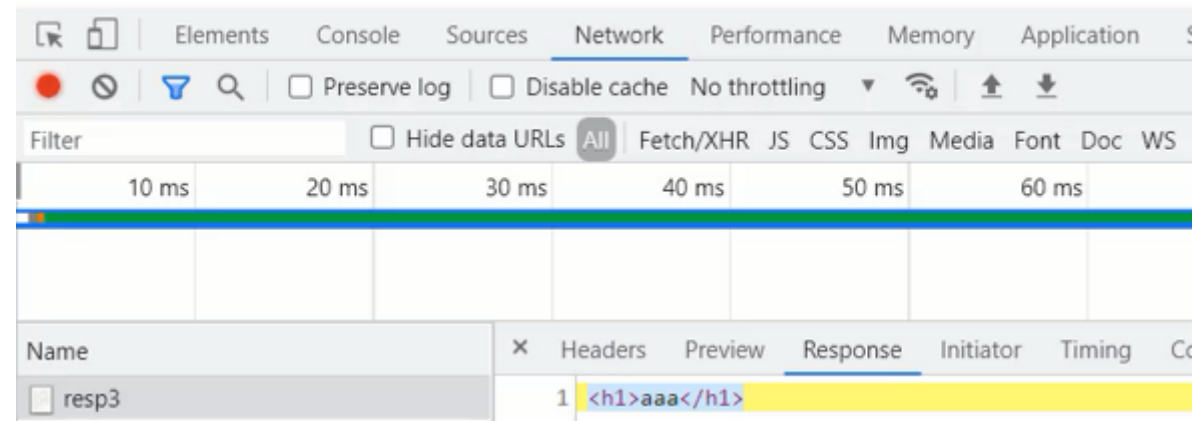 Elements Console Sources Network Performance Memory Application
Preserve log Disable cache No throttling
Filter Hide data URLs All Fetch/XHR JS CSS Img Media Font Doc WS
10 ms 20 ms 30 ms 40 ms 50 ms 60 ms
Name × Headers Preview Response Initiator Timing
resp3 1 <h1>aaa</h1>